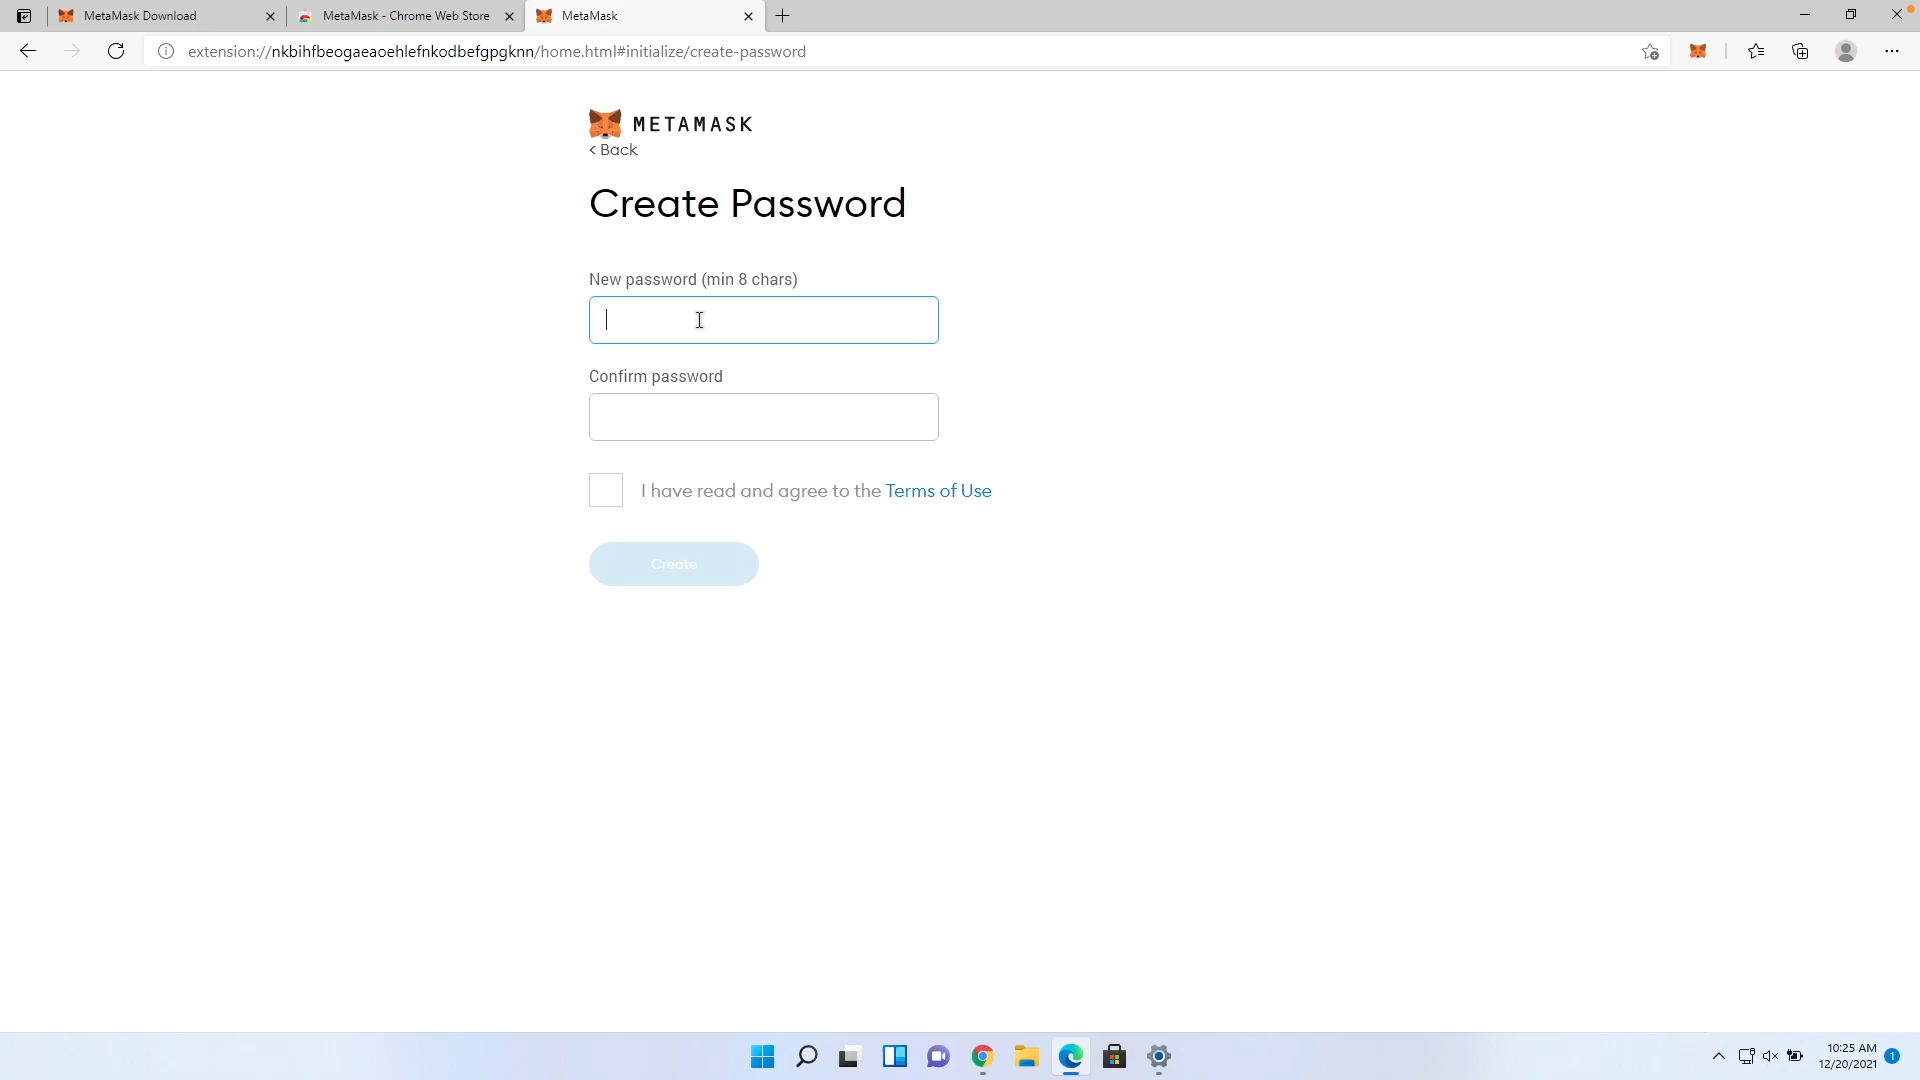 MetaMask Download
MetaMask - Chrome Web Store
MetaMask
extension://nkbihfbeogaeaoehlefnkodbefgpgknn/home.html#initialize/create-password
METAMASK
< Back
Create Password
New password (min 8 chars)
Confirm password
I have read and agree to the Terms of Use
Create
10:25 AM
12/20/2021
1